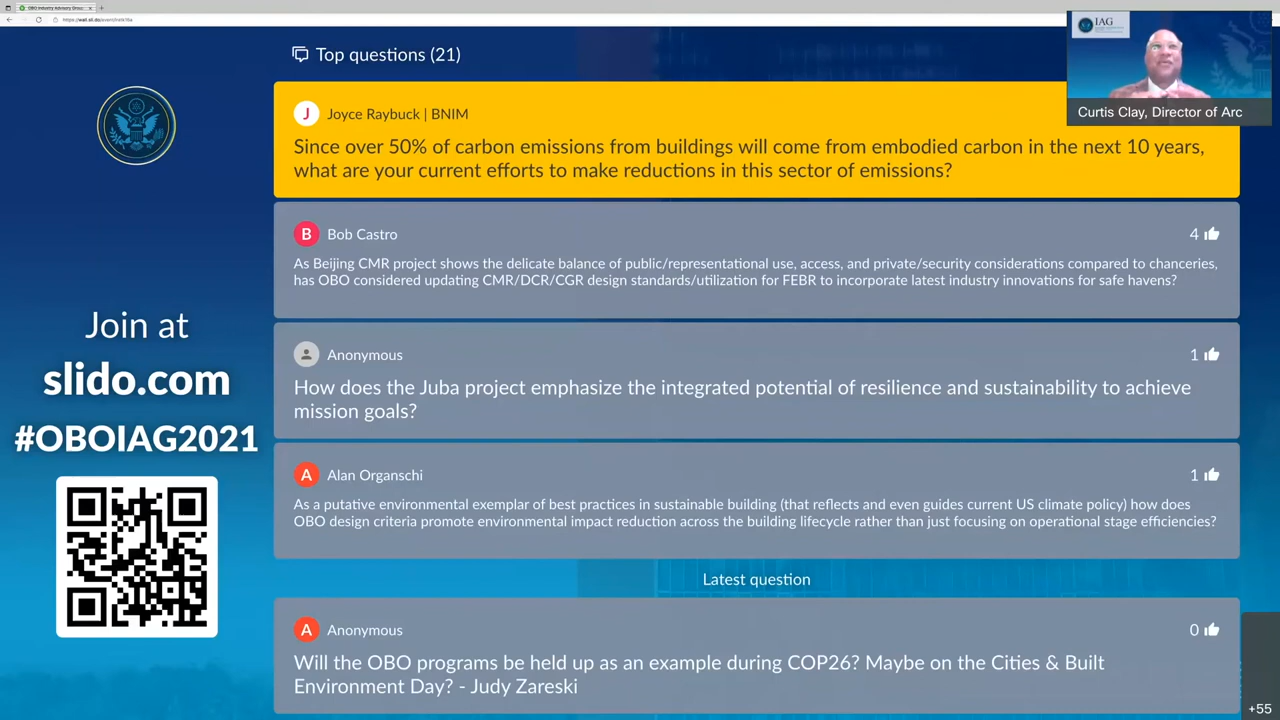 OBO Industry Advisory Group
Top questions (21)
IAG
Curtis Clay, Director of Arc
J
Joyce Raybuck | BNIM
Since over 50% of carbon emissions from buildings will come from embodied carbon in the next 10 years,
what are your current efforts to make reductions in this sector of emissions?
B
Bob Castro
4
As Beijing CMR project shows the delicate balance of public/representational use, access, and private/security considerations compared to chanceries,
has OBO considered updating CMR/DCR/CGR design standards/utilization for FEBR to incorporate latest industry innovations for safe havens?
Anonymous
1
How does the Juba project emphasize the integrated potential of resilience and sustainability to achieve
mission goals?
A
Alan Organschi
1
As a putative environmental exemplar of best practices in sustainable building (that reflects and even guides current US climate policy) how does
OBO design criteria promote environmental impact reduction across the building lifecycle rather than just focusing on operational stage efficiencies?
Latest question
A
Anonymous
0
Will the OBO programs be held up as an example during COP26? Maybe on the Cities & Built
Environment Day? - Judy Zareski
Join at
slido.com
#OBOIAG2021
+55